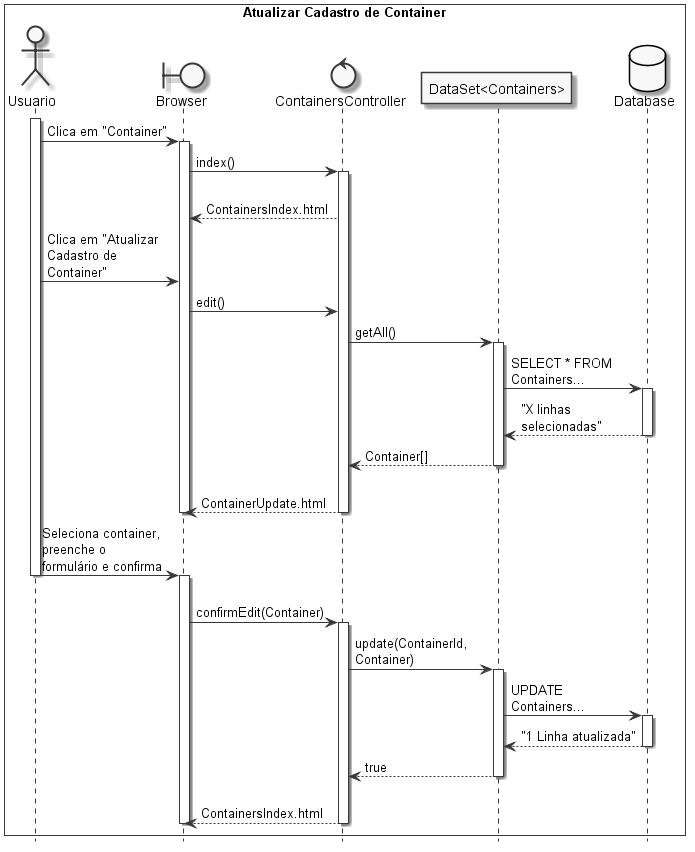 Atualizar Cadastro de Container
Usuario
Browser
ContainersController
DataSet<Containers>
Database
Clica em "Container"
index()
ContainersIndex.html
Clica em "Atualizar
Cadastro de
Container"
edit()
getAll()
SELECT * FROM
Containers...
"X linhas
selecionadas"
Container[]
ContainerUpdate.html
Seleciona container,
preenche o
formulário e confirma
confirmEdit(Container)
update(ContainerId,
Container)
UPDATE
Containers...
"1 Linha atualizada"
true
ContainersIndex.html